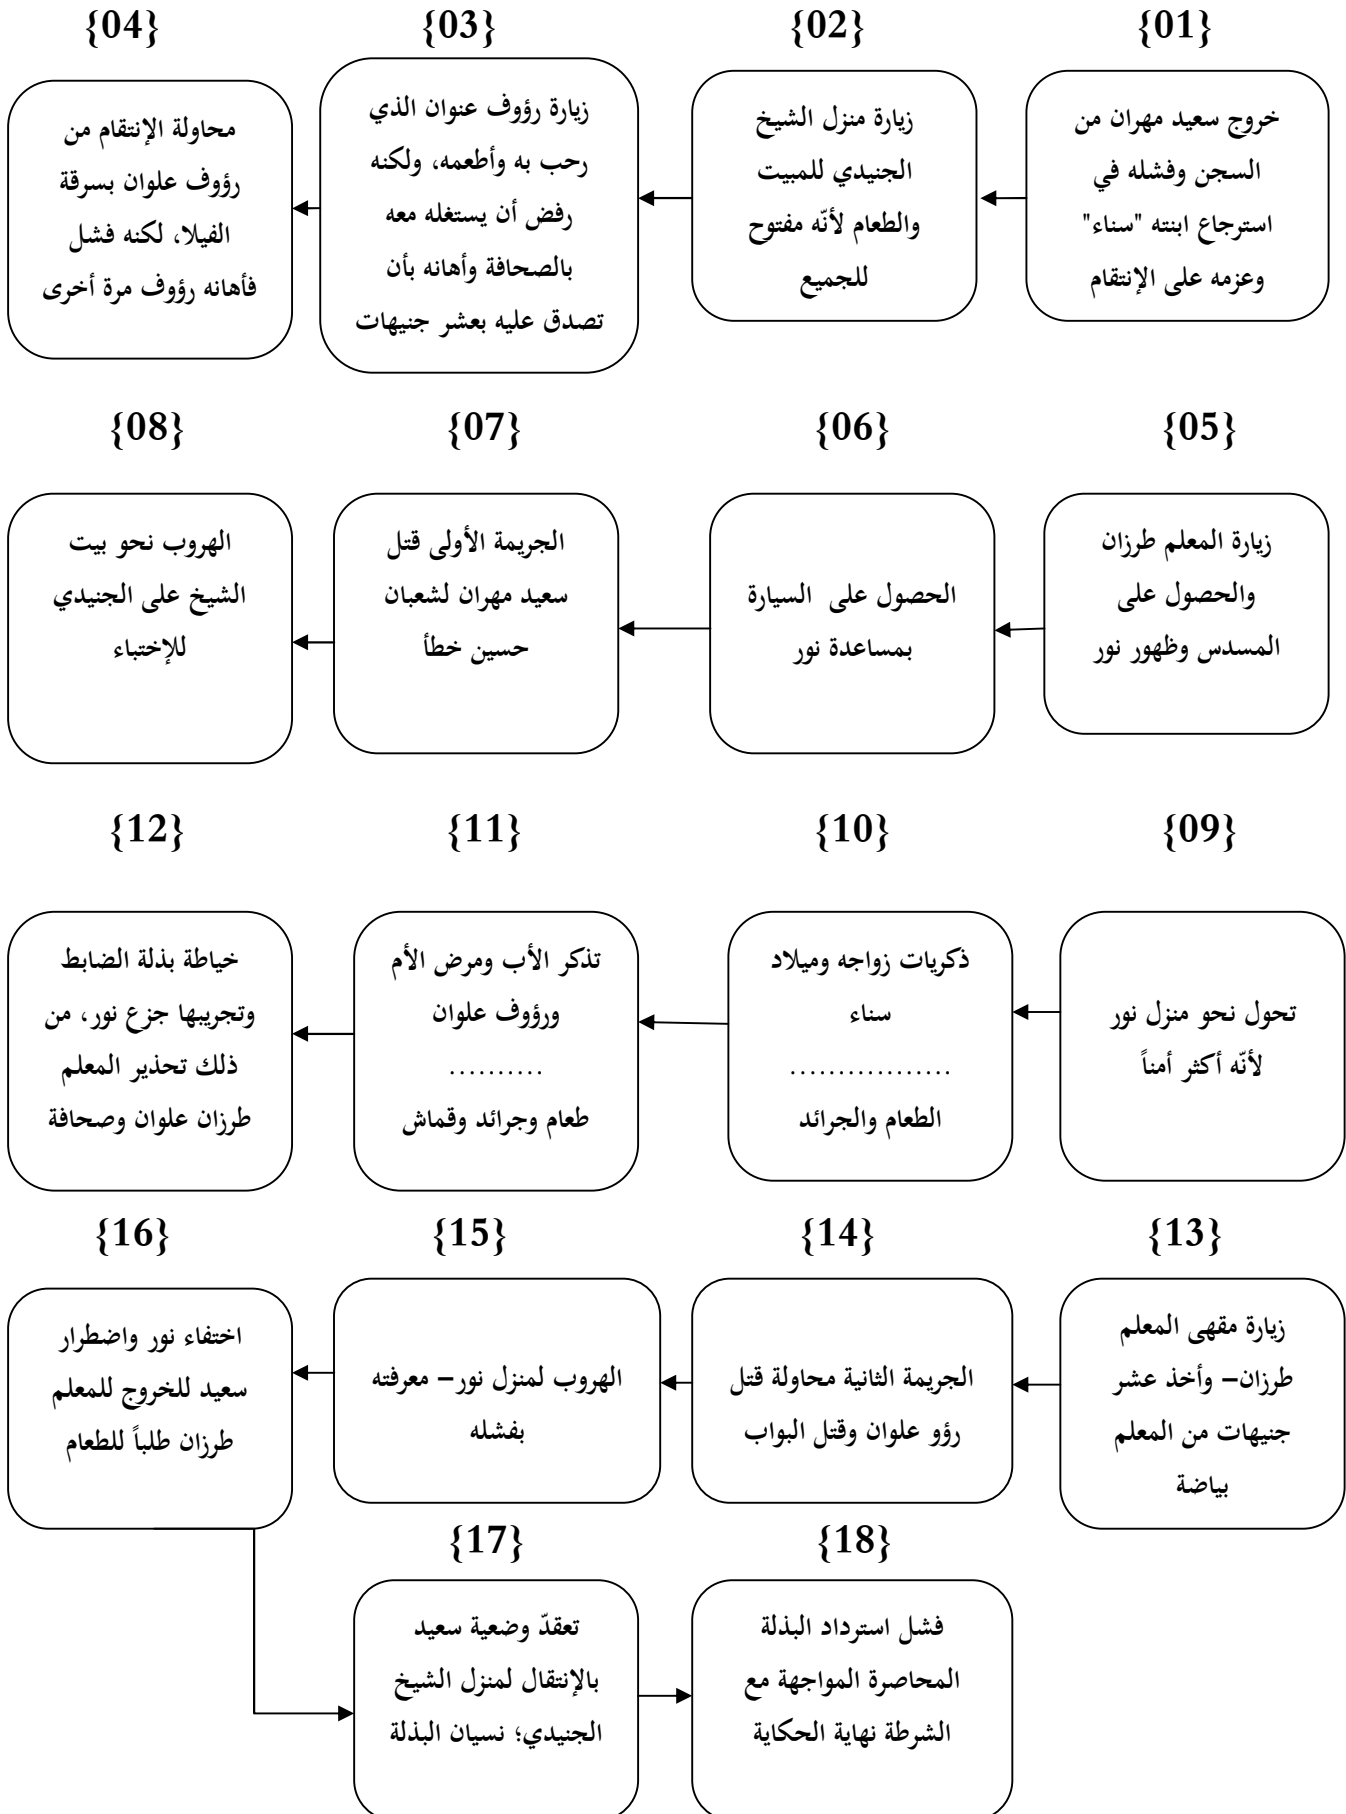 {01}
خروج سعيد مهران من
السجن وفشله في
استرجاع ابنته "سناء"
وعزمه على الإنتقام
{02}
زيارة منزل الشيخ
الجنيدي للمبيت
والطعام لأنّه مفتوح
للجميع
{03}
زيارة رؤوف عنوان الذي
رحب به وأطعمه، ولكنه
رفض أن يستغله معه
بالصحافة وأهانه بأن
تصدق عليه بعشر جنيهات
{04}
محاولة الإنتقام من
رؤوف علوان بسرقة
الفيلا، لكنه فشل
فأهانه رؤوف مرة أخرى
{05}
زيارة المعلم طرزان
والحصول على
المسدس وظهور نور
{06}
الحصول على السيارة
بمساعدة نور
{07}
الجريمة الأولى قتل
سعيد مهران لشعبان
حسين خطأ
{08}
الهروب نحو بيت
الشيخ على الجنيدي
للإختباء
{09}
تحول نحو منزل نور
لأنّه أكثر أمناً
{10}
ذكريات زواجه وميلاد
سناء
.................
الطعام والجرائد
{11}
تذكر الأب ومرض الأم
ورؤوف علوان
..........
طعام وجرائد وقماش
{12}
خياطة بذلة الضابط
وتجريبها جزع نور، من
ذلك تحذير المعلم
طرزان علوان وصحافة
{13}
زيارة مقهى المعلم
طرزان– وأخذ عشر
جنيهات من المعلم
بياضة
{14}
الجريمة الثانية محاولة قتل
رؤو علوان وقتل البواب
{15}
الهروب لمنزل نور– معرفته
بفشله
{16}
اختفاء نور واضطرار
سعيد للخروج للمعلم
طرزان طلباً للطعام
{17}
تعقدّ وضعية سعيد
بالإنتقال لمنزل الشيخ
الجنيدي؛ نسيان البذلة
{18}
فشل استرداد البذلة
المحاصرة المواجهة مع
الشرطة نهاية الحكاية